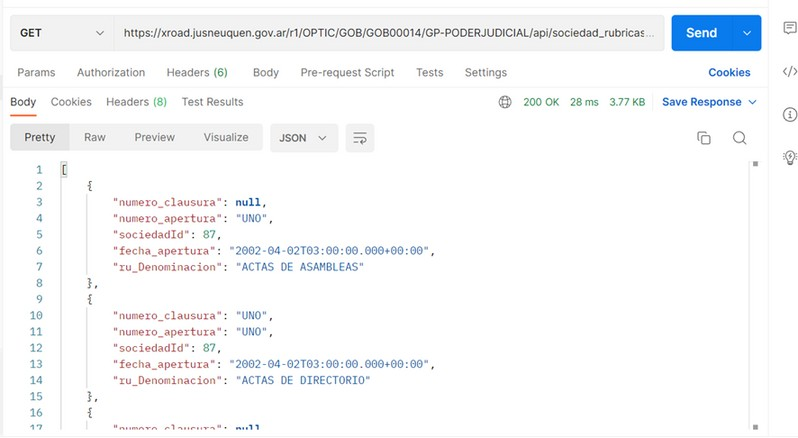 GET https://xroad.jusneuquen.gov.ar/r1/OPTIC/GOB/GOB00014/GP-PODERJUDICIAL/api/sociedad_rubricas... Send
Params Authorization Headers (6) Body Pre-request Script Tests Settings Cookies
Body Cookies Headers (8) Test Results 200 OK 28 ms 3.77 KB Save Response
Pretty Raw Preview Visualize JSON
1 [
2 {
3 "numero_clausura": null,
4 "numero_apertura": "UNO",
5 "sociedadId": 87,
6 "fecha_apertura": "2002-04-02T03:00:00.000+00:00",
7 "ru_Denominacion": "ACTAS DE ASAMBLEAS"
8 },
9 {
10 "numero_clausura": "UNO",
11 "numero_apertura": "UNO",
12 "sociedadId": 87,
13 "fecha_apertura": "2002-04-02T03:00:00.000+00:00",
14 "ru_Denominacion": "ACTAS DE DIRECTORIO"
15 },
16 {
17 "numero_clausura": null